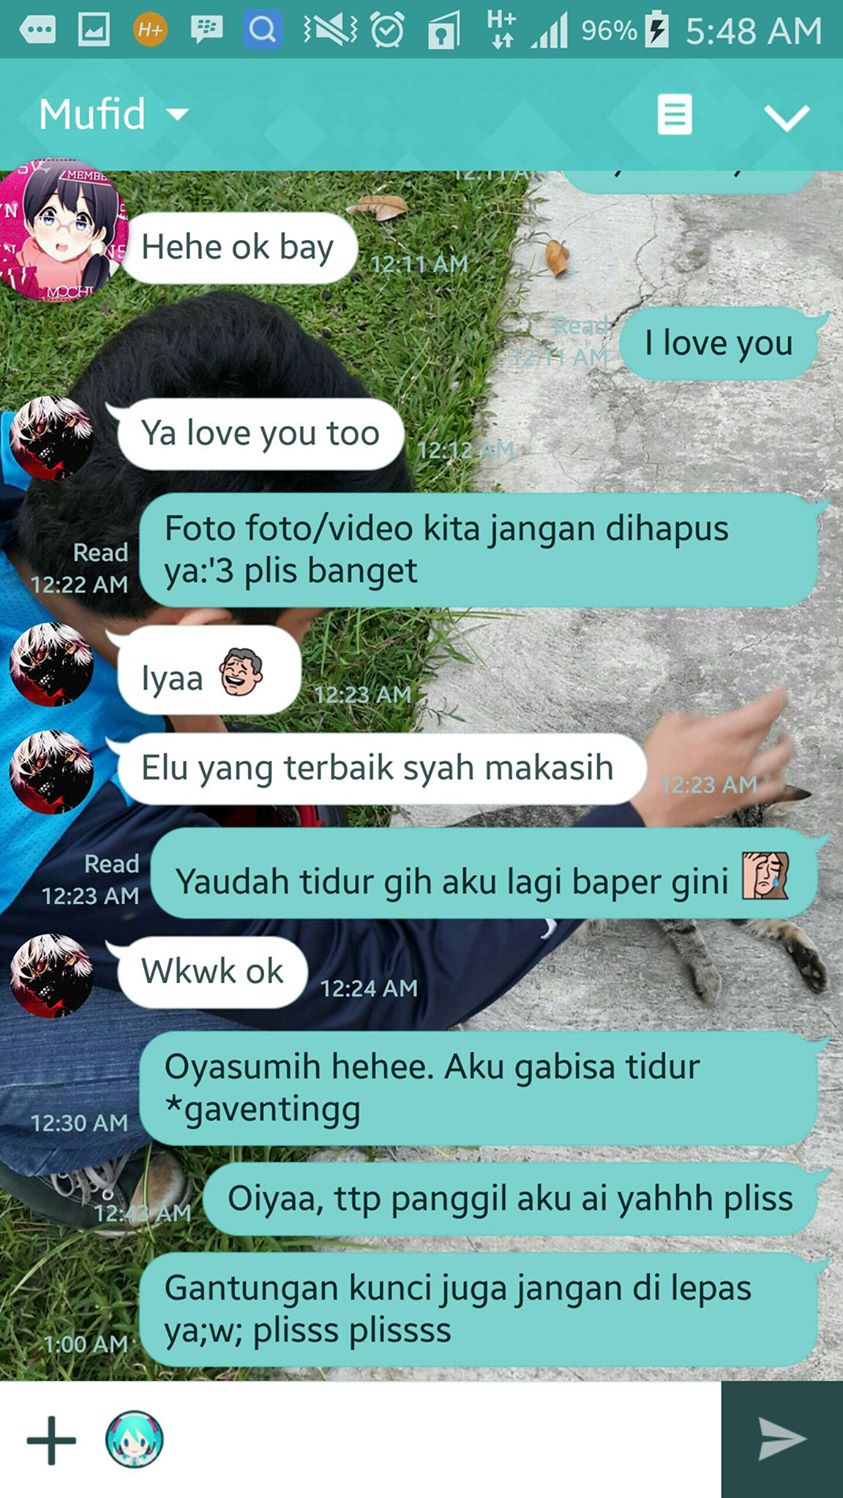 H+
H+
96%
5:48 AM
Mufid
MEMBE
MOCHI
Hehe ok bay
12:11 AM
Read
12:11 AM
I love you
Ya love you too
12:12 AM
Foto foto/video kita jangan dihapus
ya:'3 plis banget
Read
12:22 AM
Iyaa
12:23 AM
Elu yang terbaik syah makasih
12:23 AM
Read
12:23 AM
Yaudah tidur gih aku lagi baper gini
Wkwk ok
12:24 AM
Oyasumih hehee. Aku gabisa tidur
*gaventingg
12:30 AM
Oiyaa, ttp panggil aku ai yahhh pliss
12:43 AM
Gantungan kunci juga jangan di lepas
ya;w; plisss plissss
1:00 AM